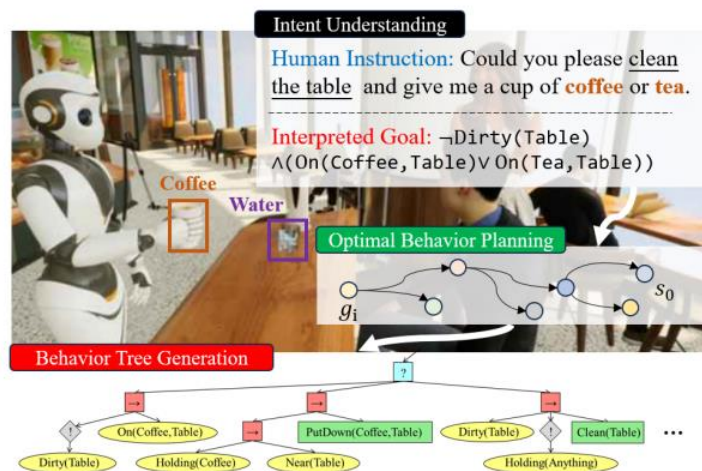 Intent Understanding
Human Instruction: Could you please clean
the table and give me a cup of coffee or tea.
Interpreted Goal: ¬Dirty(Table)
∧(On(Coffee,Table)∨ On(Tea,Table))
Coffee
Water
Optimal Behavior Planning
gi
s0
Behavior Tree Generation
?
→ → →
! On(Coffee,Table) → PutDown(Coffee,Table) Dirty(Table) ! Clean(Table) ...
Dirty(Table) Holding(Coffee) Near(Table) Holding(Anything)